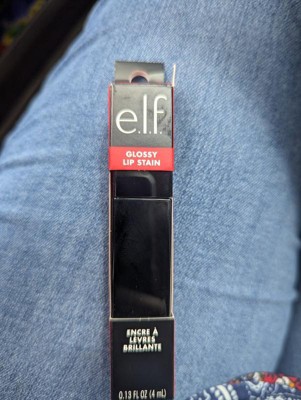 e.l.f.
GLOSSY
LIP STAIN
ENCRE À
LÈVRES
BRILLANTE
0.13 FL OZ (4 mL)